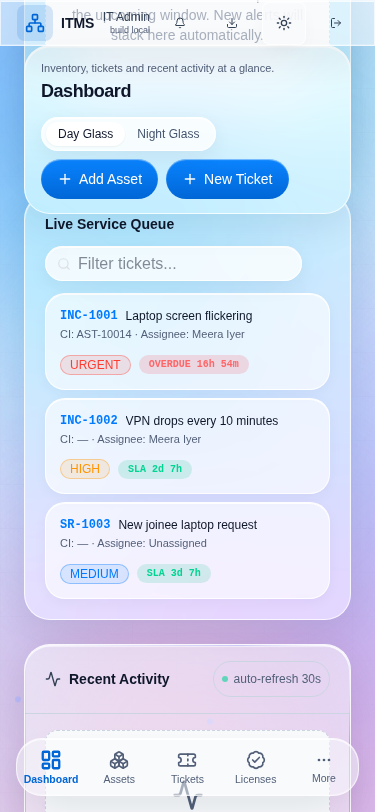 the upcoming window. New alerts will
stack here automatically.
ITMS
IT Admin
build local
Inventory, tickets and recent activity at a glance.
Dashboard
Day Glass
Night Glass
Add Asset
New Ticket
Live Service Queue
Filter tickets...
INC-1001 Laptop screen flickering
CI: AST-10014 · Assignee: Meera Iyer
URGENT
OVERDUE 16h 54m
INC-1002 VPN drops every 10 minutes
CI: — · Assignee: Meera Iyer
HIGH
SLA 2d 7h
SR-1003 New joinee laptop request
CI: — · Assignee: Unassigned
MEDIUM
SLA 3d 7h
Recent Activity
auto-refresh 30s
Dashboard
Assets
Tickets
Licenses
More